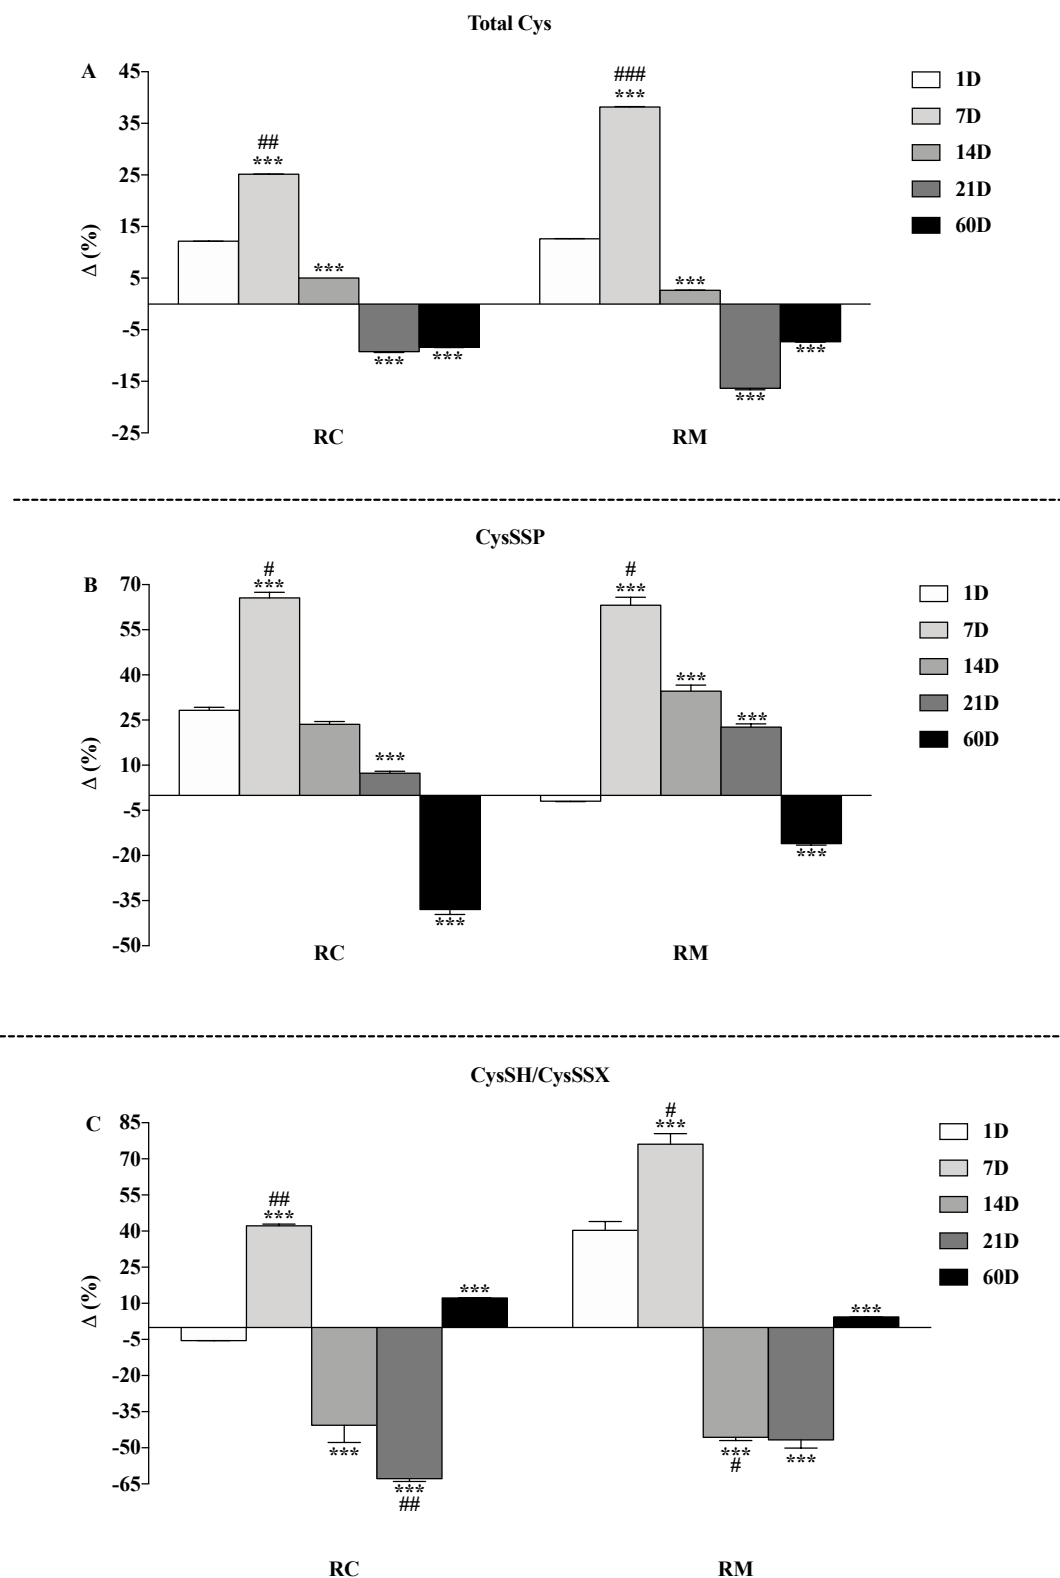 Total Cys
A
45
35
25
15
5
-5
-15
-25
Δ (%)
##
***
***
***
***
###
***
***
***
***
RC
RM
1D
7D
14D
21D
60D
CysSSP
B
70
55
40
25
10
-5
-20
-35
-50
Δ (%)
#
***
***
***
#
***
***
***
***
RC
RM
1D
7D
14D
21D
60D
CysSH/CysSSX
C
85
70
55
40
25
10
-5
-20
-35
-50
-65
Δ (%)
##
***
***
***
##
***
#
***
***
#
***
***
RC
RM
1D
7D
14D
21D
60D